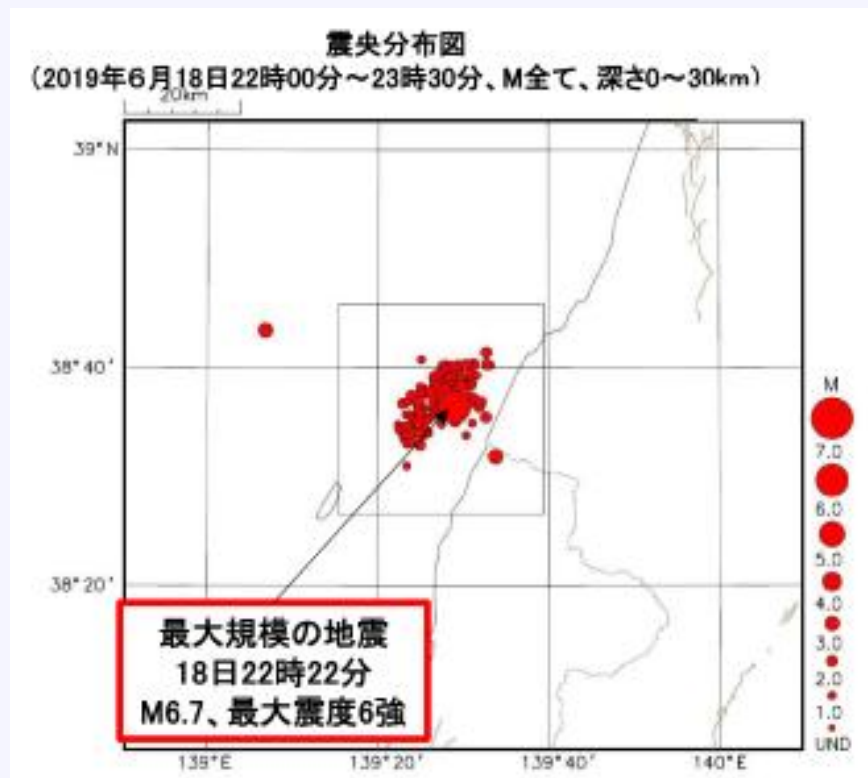 震央分布図
(2019年6月18日22時00分～23時30分、M全て、深さ0～30km)
20km
39°N
38°40′
38°20′
139°E
139°20′
139°40′
140°E
M
7.0
6.0
5.0
4.0
3.0
2.0
1.0
UND
最大規模の地震
18日22時22分
M6.7、最大震度6強